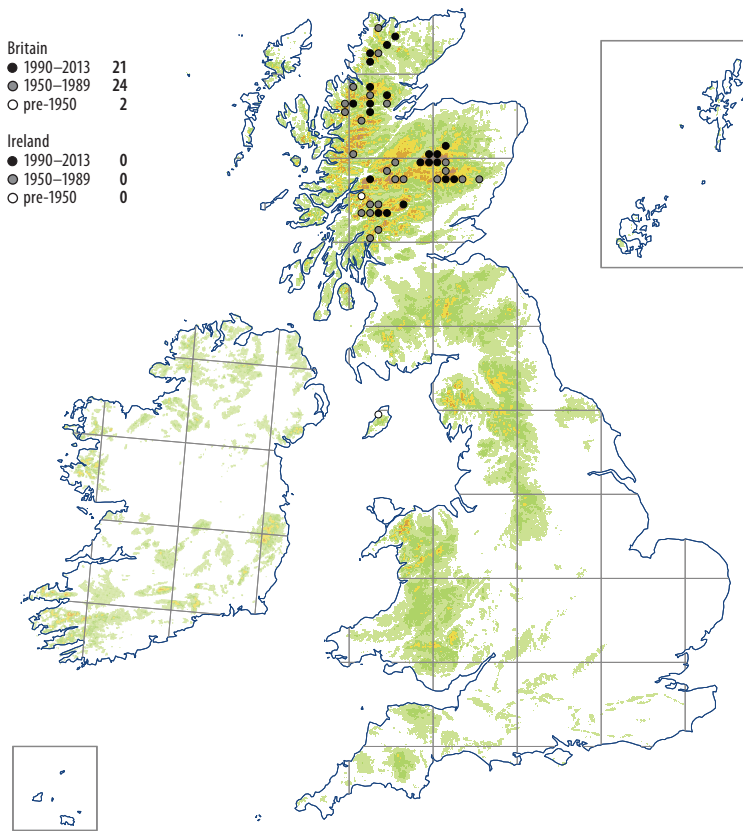 Britain
● 1990–2013 21
● 1950–1989 24
○ pre-1950 2
Ireland
● 1990–2013 0
● 1950–1989 0
○ pre-1950 0